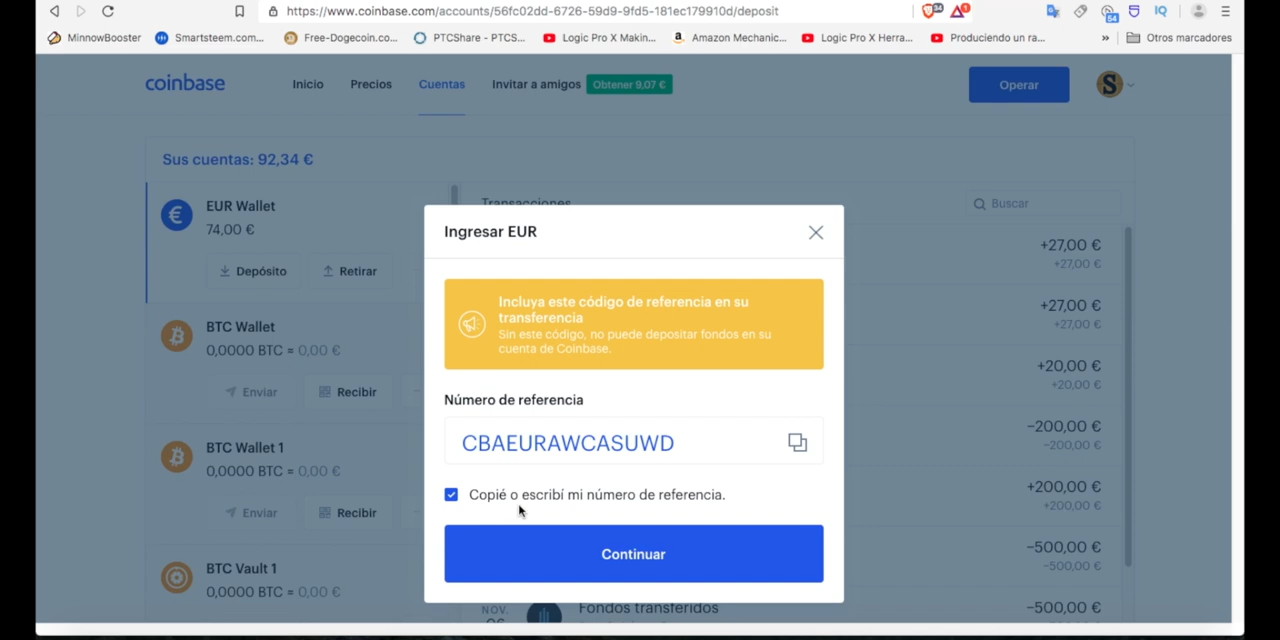 https://www.coinbase.com/accounts/56fc02dd-6726-59d9-9fd5-181ec179910d/deposit
34
1
54
IQ
MinnowBooster
Smartsteem.com...
Free-Dogecoin.co...
PTCShare - PTCS...
Logic Pro X Makin...
Amazon Mechanic...
Logic Pro X Herra...
Produciendo un ra...
»
Otros marcadores
coinbase
Inicio
Precios
Cuentas
Invitar a amigos
Obtener 9,07 €
Operar
S
Sus cuentas: 92,34 €
EUR Wallet
74,00 €
Depósito
Retirar
BTC Wallet
0,0000 BTC = 0,00 €
Enviar
Recibir
BTC Wallet 1
0,0000 BTC = 0,00 €
Enviar
Recibir
BTC Vault 1
0,0000 BTC = 0,00 €
Transacciones
Buscar
Ingresar EUR
Incluya este código de referencia en su
transferencia
Sin este código, no puede depositar fondos en su
cuenta de Coinbase.
Número de referencia
CBAEURAWCASUWD
Copié o escribí mi número de referencia.
Continuar
+27,00 €
+27,00 €
+27,00 €
+27,00 €
+20,00 €
+20,00 €
−200,00 €
−200,00 €
+200,00 €
+200,00 €
−500,00 €
−500,00 €
NOV.
Fondos transferidos
−500,00 €